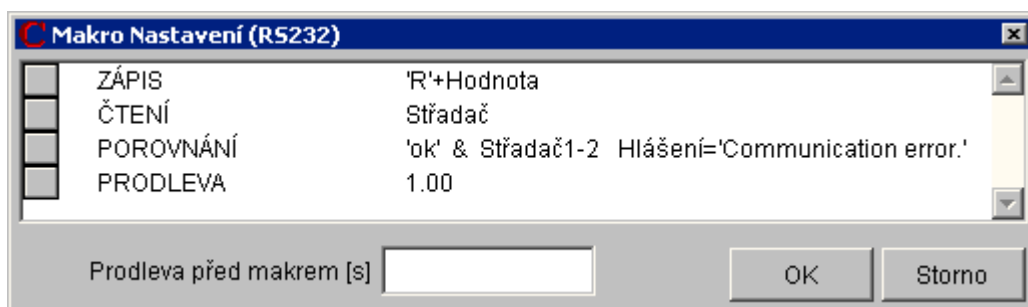 Makro Nastavení (RS232)
ZÁPIS 'R'+Hodnota
ČTENÍ Střadač
POROVNÁNÍ 'ok' & Střadač1-2 Hlášení='Communication error.'
PRODLEVA 1.00
Prodleva před makrem [s] OK Storno